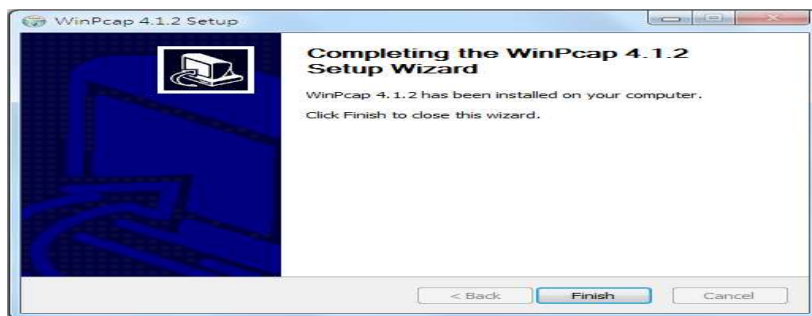 WinPcap 4.1.2 Setup
Completing the WinPcap 4.1.2
Setup Wizard
WinPcap 4.1.2 has been installed on your computer.
Click Finish to close this wizard.
< Back Finish Cancel